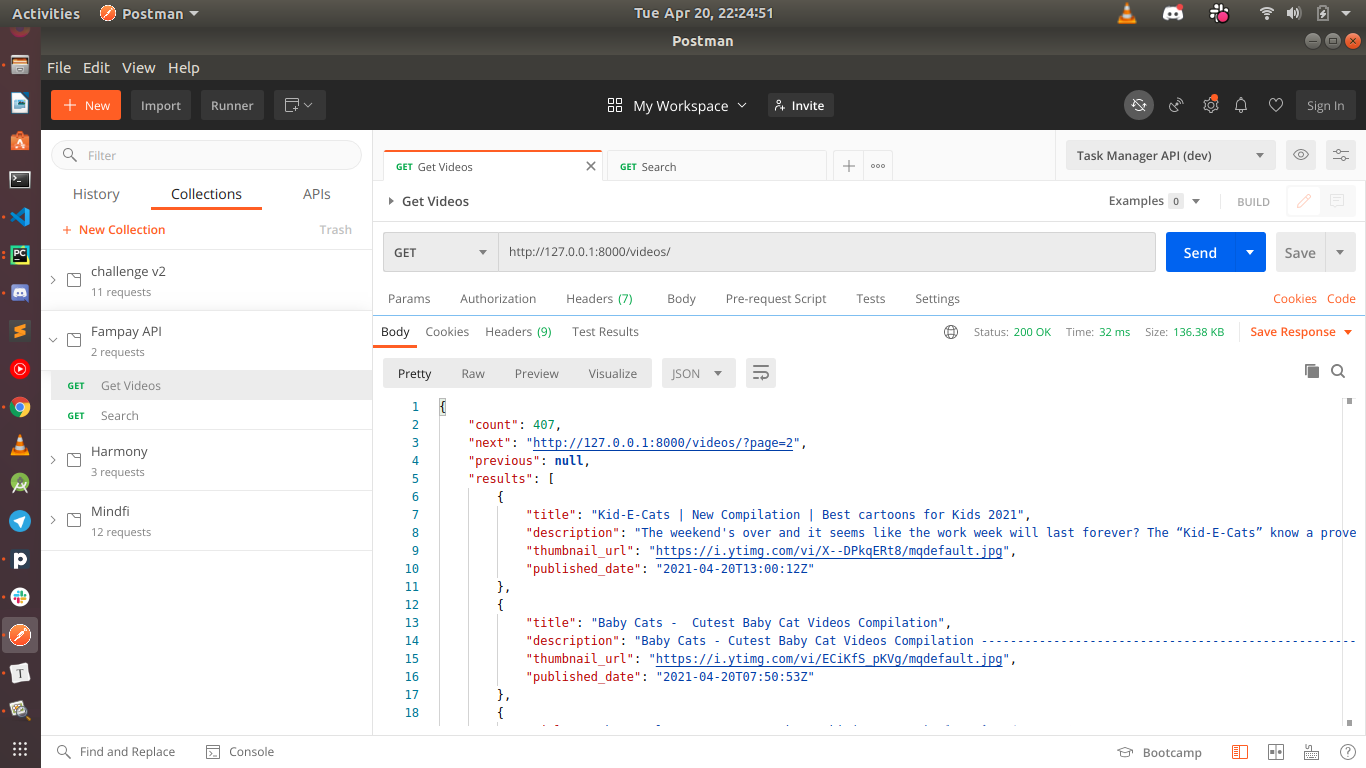 Activities Postman Tue Apr 20, 22:24:51
Postman
File Edit View Help
+ New Import Runner My Workspace Invite Sign In
Filter
History Collections APIs
+ New Collection Trash
challenge v2
11 requests
Fampay API
2 requests
GET Get Videos
GET Search
Harmony
3 requests
Mindfi
12 requests
GET Get Videos GET Search Task Manager API (dev)
Get Videos Examples 0 BUILD
GET http://127.0.0.1:8000/videos/ Send Save
Params Authorization Headers (7) Body Pre-request Script Tests Settings Cookies Code
Body Cookies Headers (9) Test Results Status: 200 OK Time: 32 ms Size: 136.38 KB Save Response
Pretty Raw Preview Visualize JSON
1 {
2 "count": 407,
3 "next": "http://127.0.0.1:8000/videos/?page=2",
4 "previous": null,
5 "results": [
6 {
7 "title": "Kid-E-Cats | New Compilation | Best cartoons for Kids 2021",
8 "description": "The weekend's over and it seems like the work week will last forever? The “Kid-E-Cats” know a prove
9 "thumbnail_url": "https://i.ytimg.com/vi/X--DPkqERt8/mqdefault.jpg",
10 "published_date": "2021-04-20T13:00:12Z"
11 },
12 {
13 "title": "Baby Cats -  Cutest Baby Cat Videos Compilation",
14 "description": "Baby Cats - Cutest Baby Cat Videos Compilation ----------------------------------------------------
15 "thumbnail_url": "https://i.ytimg.com/vi/ECiKfS_pKVg/mqdefault.jpg",
16 "published_date": "2021-04-20T07:50:53Z"
17 },
18 {
Find and Replace Console Bootcamp